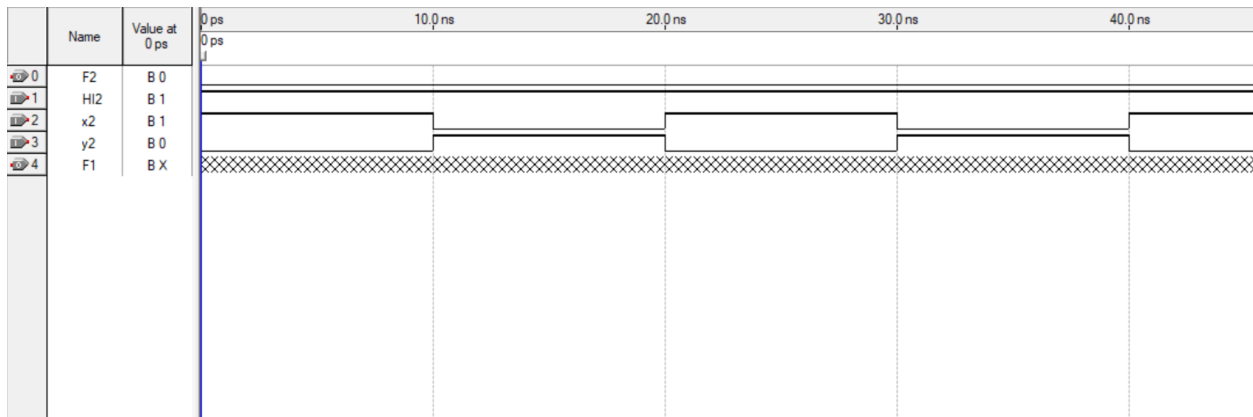 Name
Value at
0 ps
0 ps
10.0 ns
20.0 ns
30.0 ns
40.0 ns
0 ps
0 F2 B 0
1 HI2 B 1
2 x2 B 1
3 y2 B 0
4 F1 B X